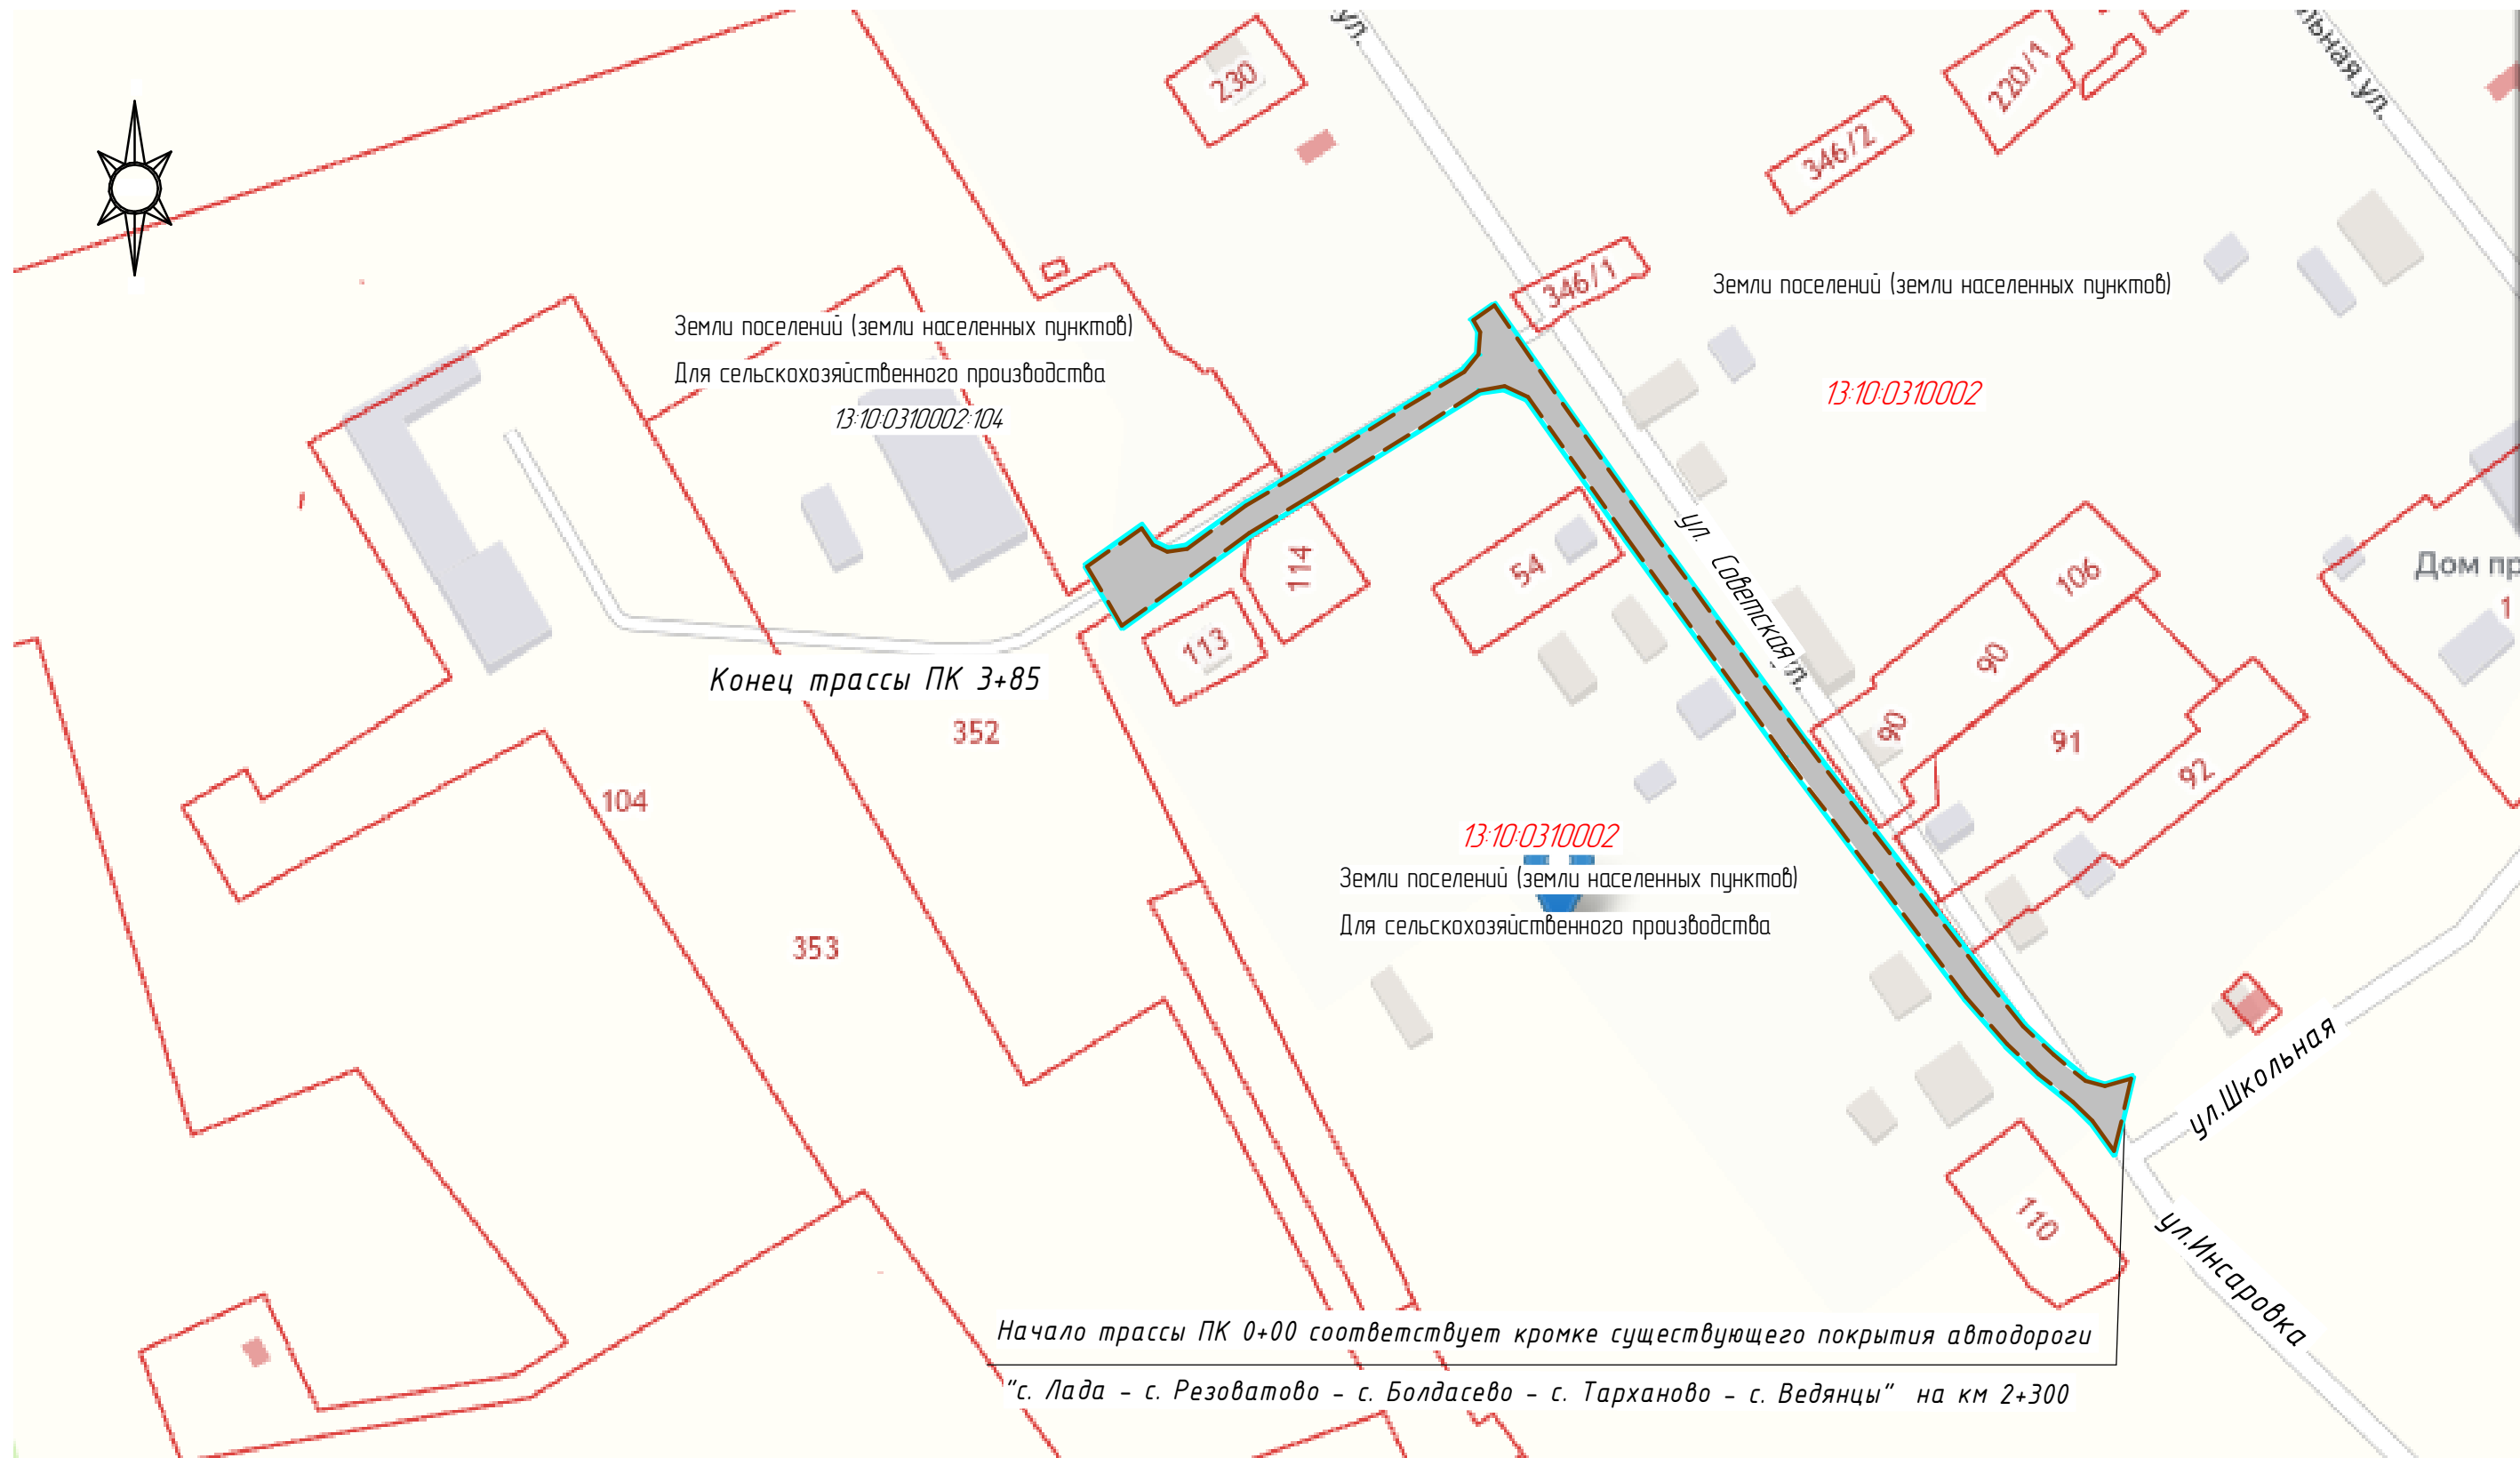 ул.
льная ул.
230
220/1
346/2
346/1
Земли поселений (земли населенных пунктов)
13:10:0310002
Земли поселений (земли населенных пунктов)
Для сельскохозяйственного производства
13:10:0310002:104
ул. Советская
ул.
54
114
113
106
90
90
91
92
Дом пр
1
Конец трассы ПК 3+85
352
104
353
13:10:0310002
Земли поселений (земли населенных пунктов)
Для сельскохозяйственного производства
ул.Школьная
110
ул.Инсаровка
Начало трассы ПК 0+00 соответствует кромке существующего покрытия автодороги
"с. Лада - с. Резоватово - с. Болдасево - с. Тарханово - с. Ведянцы" на км 2+300